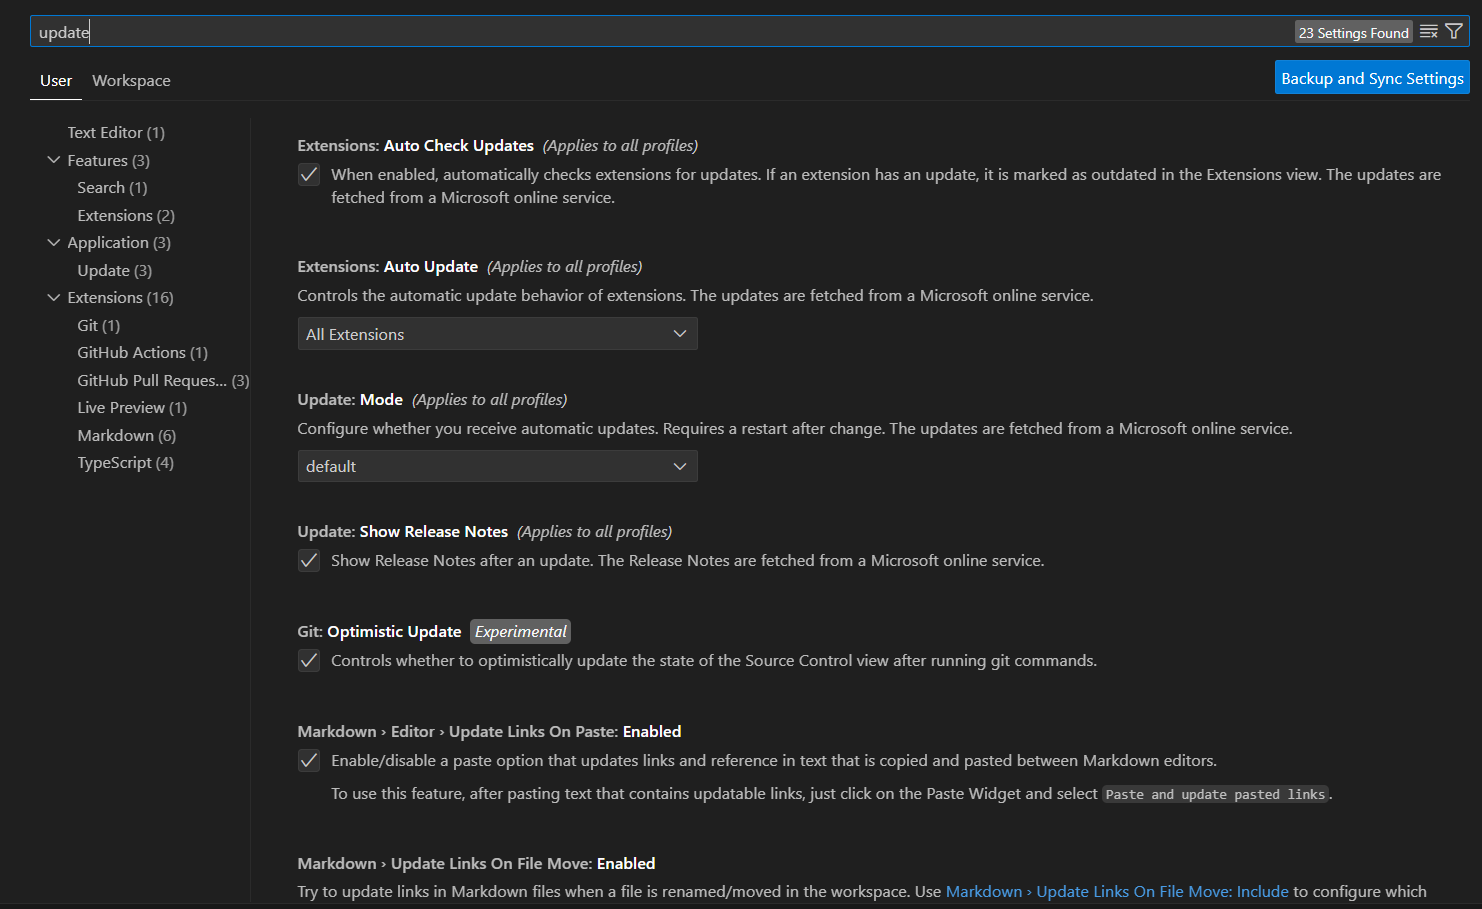 update
23 Settings Found
User Workspace
Backup and Sync Settings
Text Editor (1)
Features (3)
Search (1)
Extensions (2)
Application (3)
Update (3)
Extensions (16)
Git (1)
GitHub Actions (1)
GitHub Pull Reques... (3)
Live Preview (1)
Markdown (6)
TypeScript (4)
Extensions: Auto Check Updates (Applies to all profiles)
When enabled, automatically checks extensions for updates. If an extension has an update, it is marked as outdated in the Extensions view. The updates are
fetched from a Microsoft online service.
Extensions: Auto Update (Applies to all profiles)
Controls the automatic update behavior of extensions. The updates are fetched from a Microsoft online service.
All Extensions
Update: Mode (Applies to all profiles)
Configure whether you receive automatic updates. Requires a restart after change. The updates are fetched from a Microsoft online service.
default
Update: Show Release Notes (Applies to all profiles)
Show Release Notes after an update. The Release Notes are fetched from a Microsoft online service.
Git: Optimistic Update Experimental
Controls whether to optimistically update the state of the Source Control view after running git commands.
Markdown › Editor › Update Links On Paste: Enabled
Enable/disable a paste option that updates links and reference in text that is copied and pasted between Markdown editors.
To use this feature, after pasting text that contains updatable links, just click on the Paste Widget and select Paste and update pasted links.
Markdown › Update Links On File Move: Enabled
Try to update links in Markdown files when a file is renamed/moved in the workspace. Use Markdown › Update Links On File Move: Include to configure which